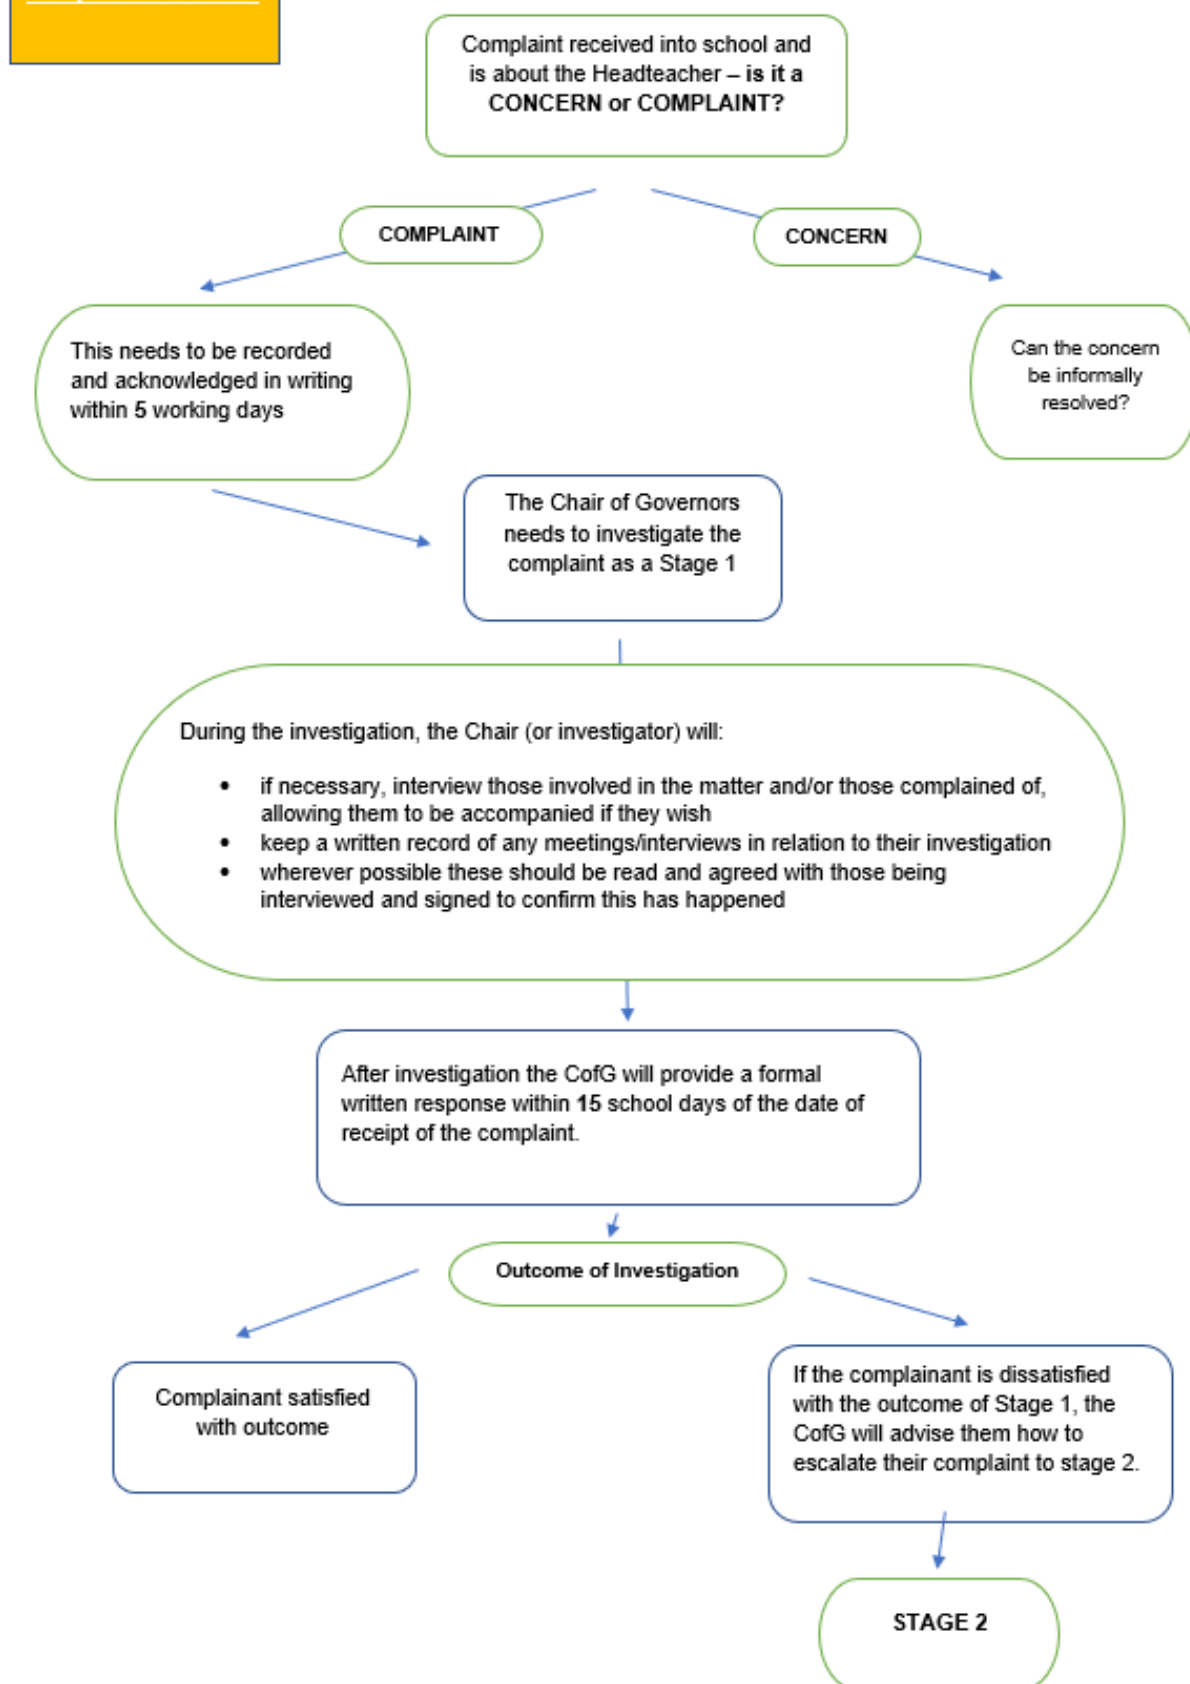 Complaint received into school and
is about the Headteacher – is it a
CONCERN or COMPLAINT?
COMPLAINT
CONCERN
This needs to be recorded
and acknowledged in writing
within 5 working days
Can the concern
be informally
resolved?
The Chair of Governors
needs to investigate the
complaint as a Stage 1
During the investigation, the Chair (or investigator) will:
• if necessary, interview those involved in the matter and/or those complained of,
allowing them to be accompanied if they wish
• keep a written record of any meetings/interviews in relation to their investigation
• wherever possible these should be read and agreed with those being
interviewed and signed to confirm this has happened
After investigation the CofG will provide a formal
written response within 15 school days of the date of
receipt of the complaint.
Outcome of Investigation
Complainant satisfied
with outcome
If the complainant is dissatisfied
with the outcome of Stage 1, the
CofG will advise them how to
escalate their complaint to stage 2.
STAGE 2